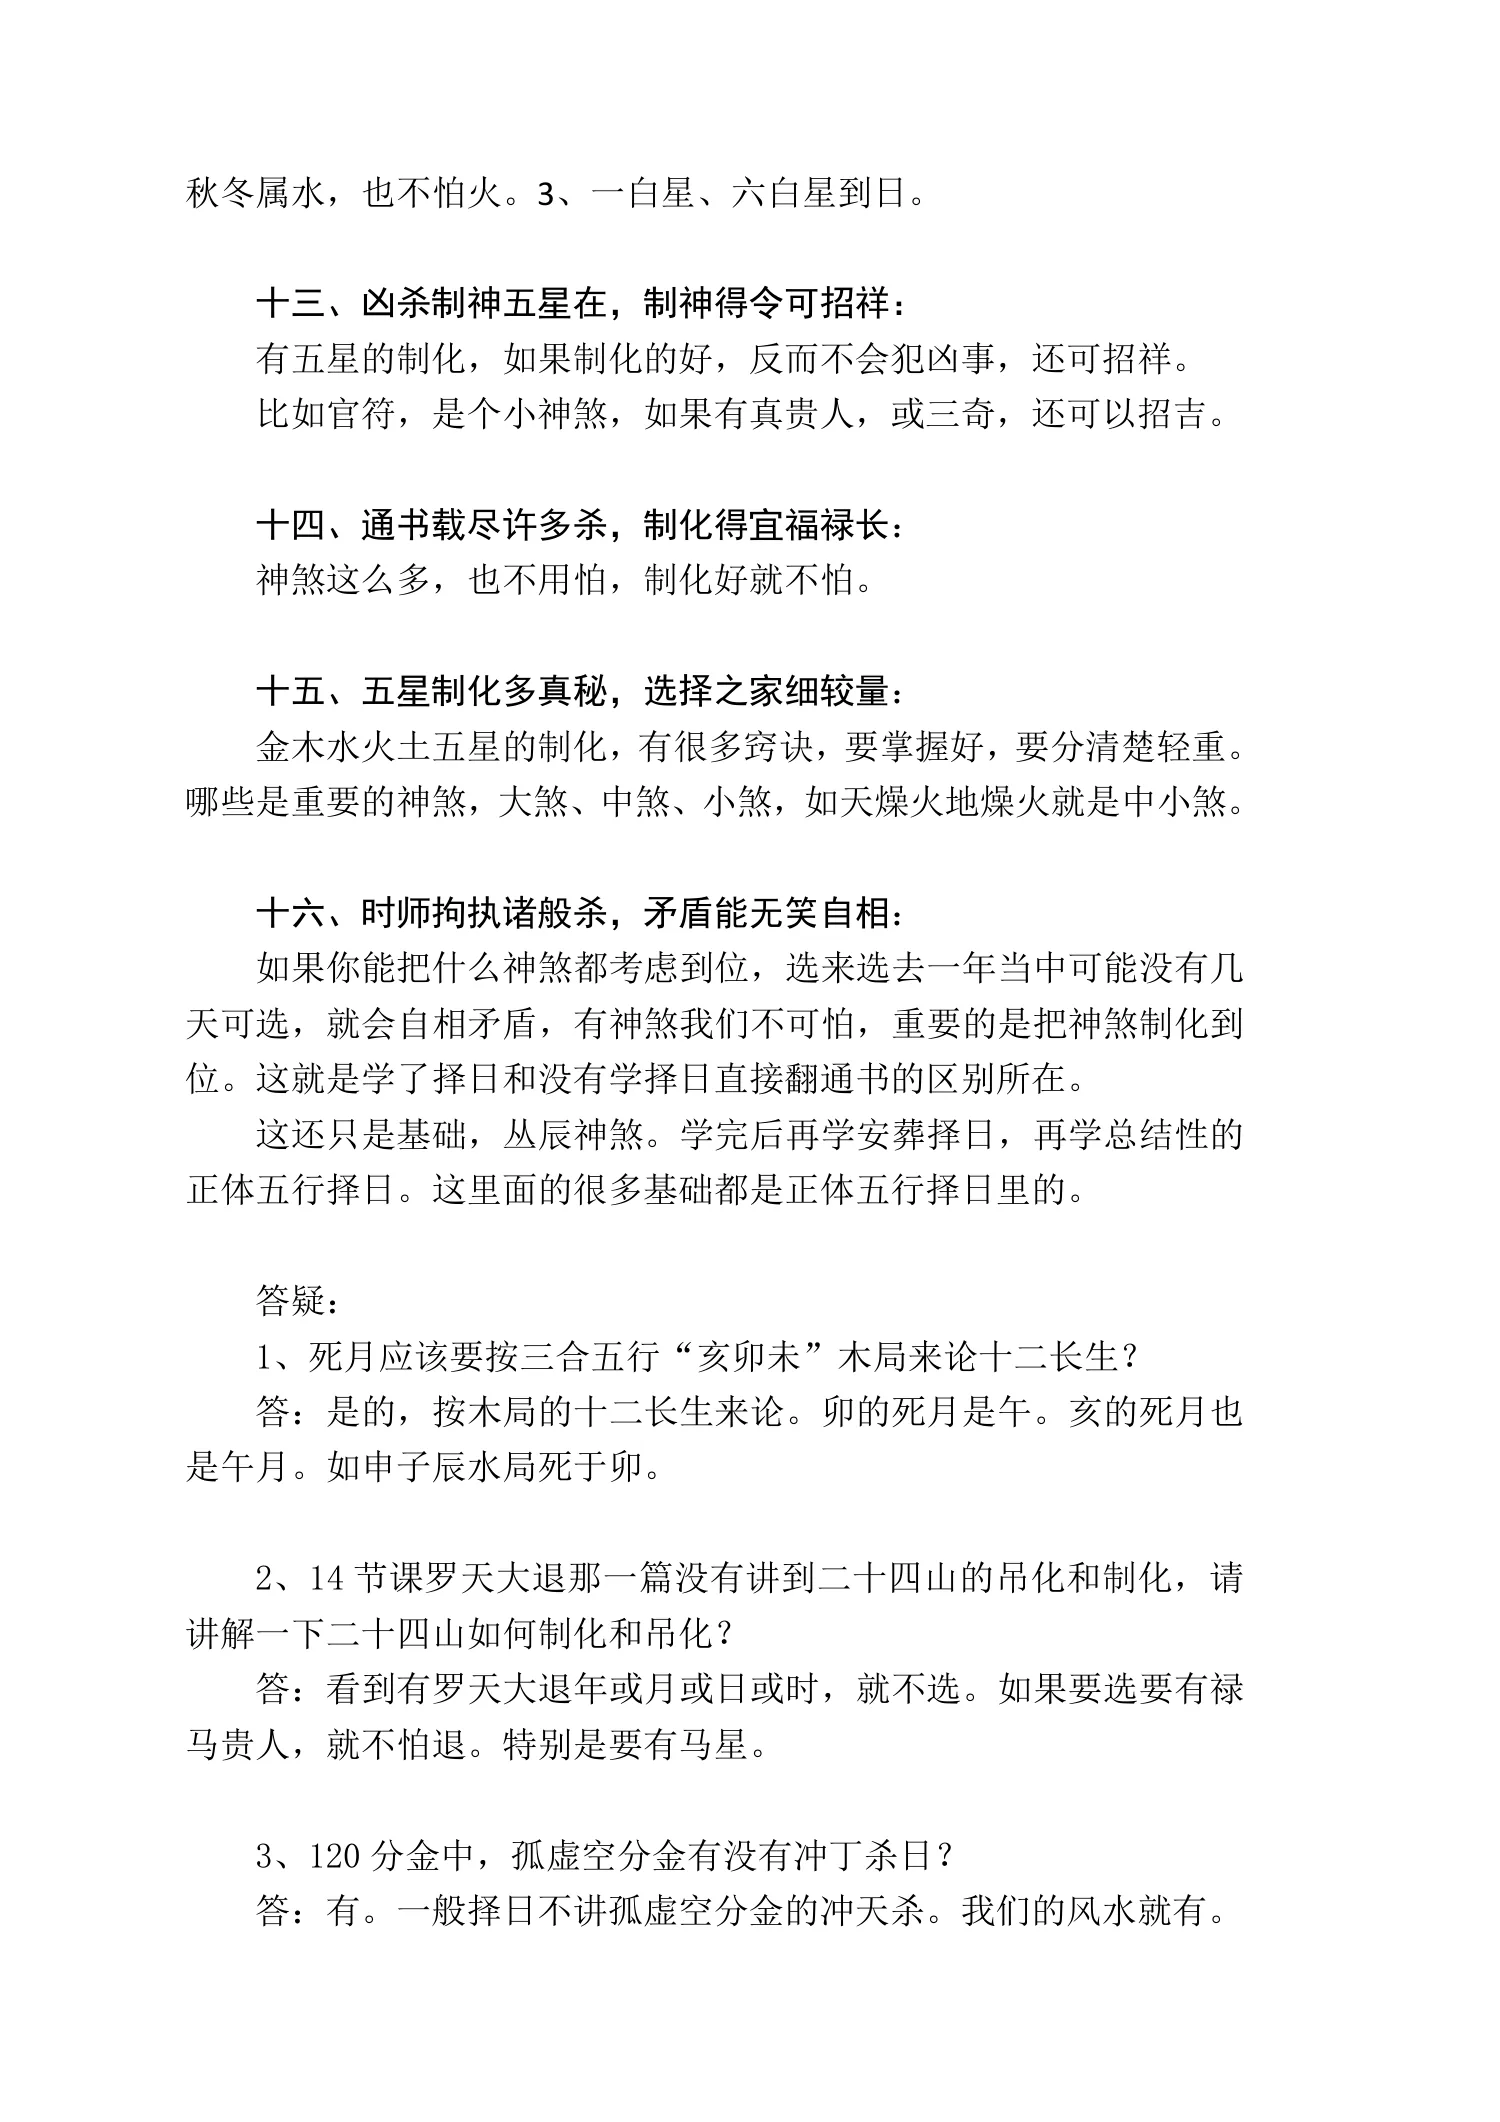 秋冬属水，也不怕火。3、一白星、六白星到日。
十三、凶杀制神五星在，制神得令可招祥：
有五星的制化，如果制化的好，反而不会犯凶事，还可招祥。
比如官符，是个小神煞，如果有真贵人，或三奇，还可以招吉。
十四、通书载尽许多杀，制化得宜福禄长：
神煞这么多，也不用怕，制化好就不怕。
十五、五星制化多真秘，选择之家细较量：
金木水火土五星的制化，有很多窍诀，要掌握好，要分清楚轻重。
哪些是重要的神煞，大煞、中煞、小煞，如天燥火地燥火就是中小煞。
十六、时师拘执诸般杀，矛盾能无笑自相：
如果你能把什么神煞都考虑到位，选来选去一年当中可能没有几
天可选，就会自相矛盾，有神煞我们不可怕，重要的是把神煞制化到
位。这就是学了择日和没有学择日直接翻通书的区别所在。
这还只是基础，丛辰神煞。学完后再学安葬择日，再学总结性的
正体五行择日。这里面的很多基础都是正体五行择日里的。
答疑：
1、死月应该要按三合五行“亥卯未”木局来论十二长生？
答：是的，按木局的十二长生来论。卯的死月是午。亥的死月也
是午月。如申子辰水局死于卯。
2、14 节课罗天大退那一篇没有讲到二十四山的吊化和制化，请
讲解一下二十四山如何制化和吊化？
答：看到有罗天大退年或月或日或时，就不选。如果要选要有禄
马贵人，就不怕退。特别是要有马星。
3、120 分金中，孤虚空分金有没有冲丁杀日？
答：有。一般择日不讲孤虚空分金的冲天杀。我们的风水就有。